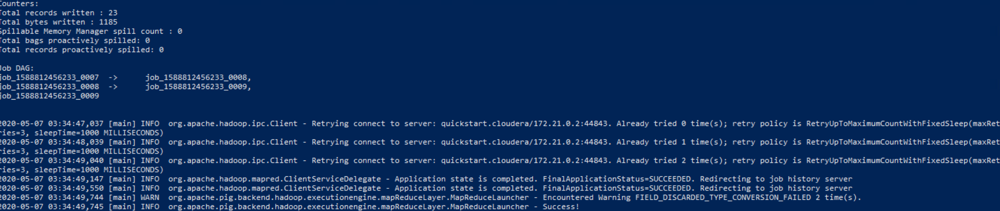 Counters:
Total records written : 23
Total bytes written : 1185
Spillable Memory Manager spill count : 0
Total bags proactively spilled: 0
Total records proactively spilled: 0
Job DAG:
job_1588812456233_0007  ->      job_1588812456233_0008,
job_1588812456233_0008  ->      job_1588812456233_0009,
job_1588812456233_0009
2020-05-07 03:34:47,037 [main] INFO  org.apache.hadoop.ipc.Client - Retrying connect to server: quickstart.cloudera/172.21.0.2:44843. Already tried 0 time(s); retry policy is RetryUpToMaximumCountWithFixedSleep(maxRet
ries=3, sleepTime=1000 MILLISECONDS)
2020-05-07 03:34:48,039 [main] INFO  org.apache.hadoop.ipc.Client - Retrying connect to server: quickstart.cloudera/172.21.0.2:44843. Already tried 1 time(s); retry policy is RetryUpToMaximumCountWithFixedSleep(maxRet
ries=3, sleepTime=1000 MILLISECONDS)
2020-05-07 03:34:49,040 [main] INFO  org.apache.hadoop.ipc.Client - Retrying connect to server: quickstart.cloudera/172.21.0.2:44843. Already tried 2 time(s); retry policy is RetryUpToMaximumCountWithFixedSleep(maxRet
ries=3, sleepTime=1000 MILLISECONDS)
2020-05-07 03:34:49,147 [main] INFO  org.apache.hadoop.mapred.ClientServiceDelegate - Application state is completed. FinalApplicationStatus=SUCCEEDED. Redirecting to job history server
2020-05-07 03:34:49,550 [main] INFO  org.apache.hadoop.mapred.ClientServiceDelegate - Application state is completed. FinalApplicationStatus=SUCCEEDED. Redirecting to job history server
2020-05-07 03:34:49,744 [main] WARN  org.apache.pig.backend.hadoop.executionengine.mapReduceLayer.MapReduceLauncher - Encountered Warning FIELD_DISCARDED_TYPE_CONVERSION_FAILED 2 time(s).
2020-05-07 03:34:49,745 [main] INFO  org.apache.pig.backend.hadoop.executionengine.mapReduceLayer.MapReduceLauncher - Success!